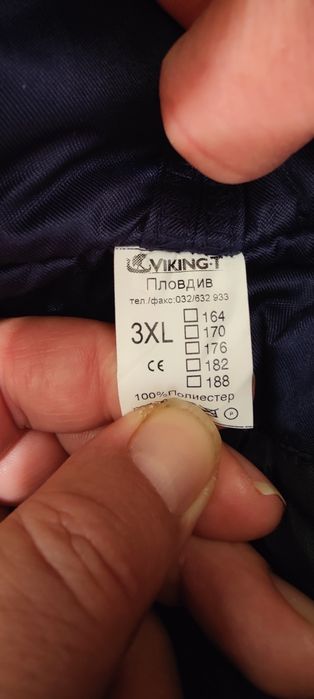 VIKING-T
Пловдив
тел./факс:032/632 933
3XL
164
170
176
182
188
CE
100%Полиестер
P